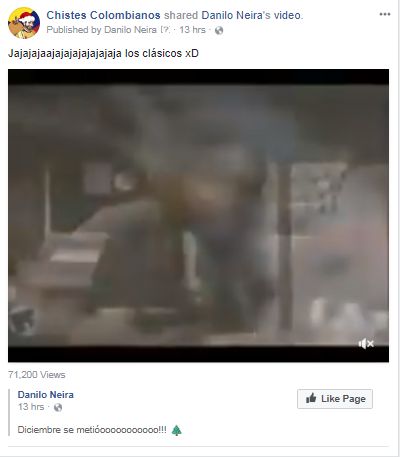 Chistes Colombianos shared Danilo Neira's video.
Published by Danilo Neira [?] · 13 hrs ·
Jajajajaajajajajajajajaja los clásicos xD
71,200 Views
Danilo Neira
13 hrs ·
Like Page
Diciembre se metióooooooooooo!!! 🎄